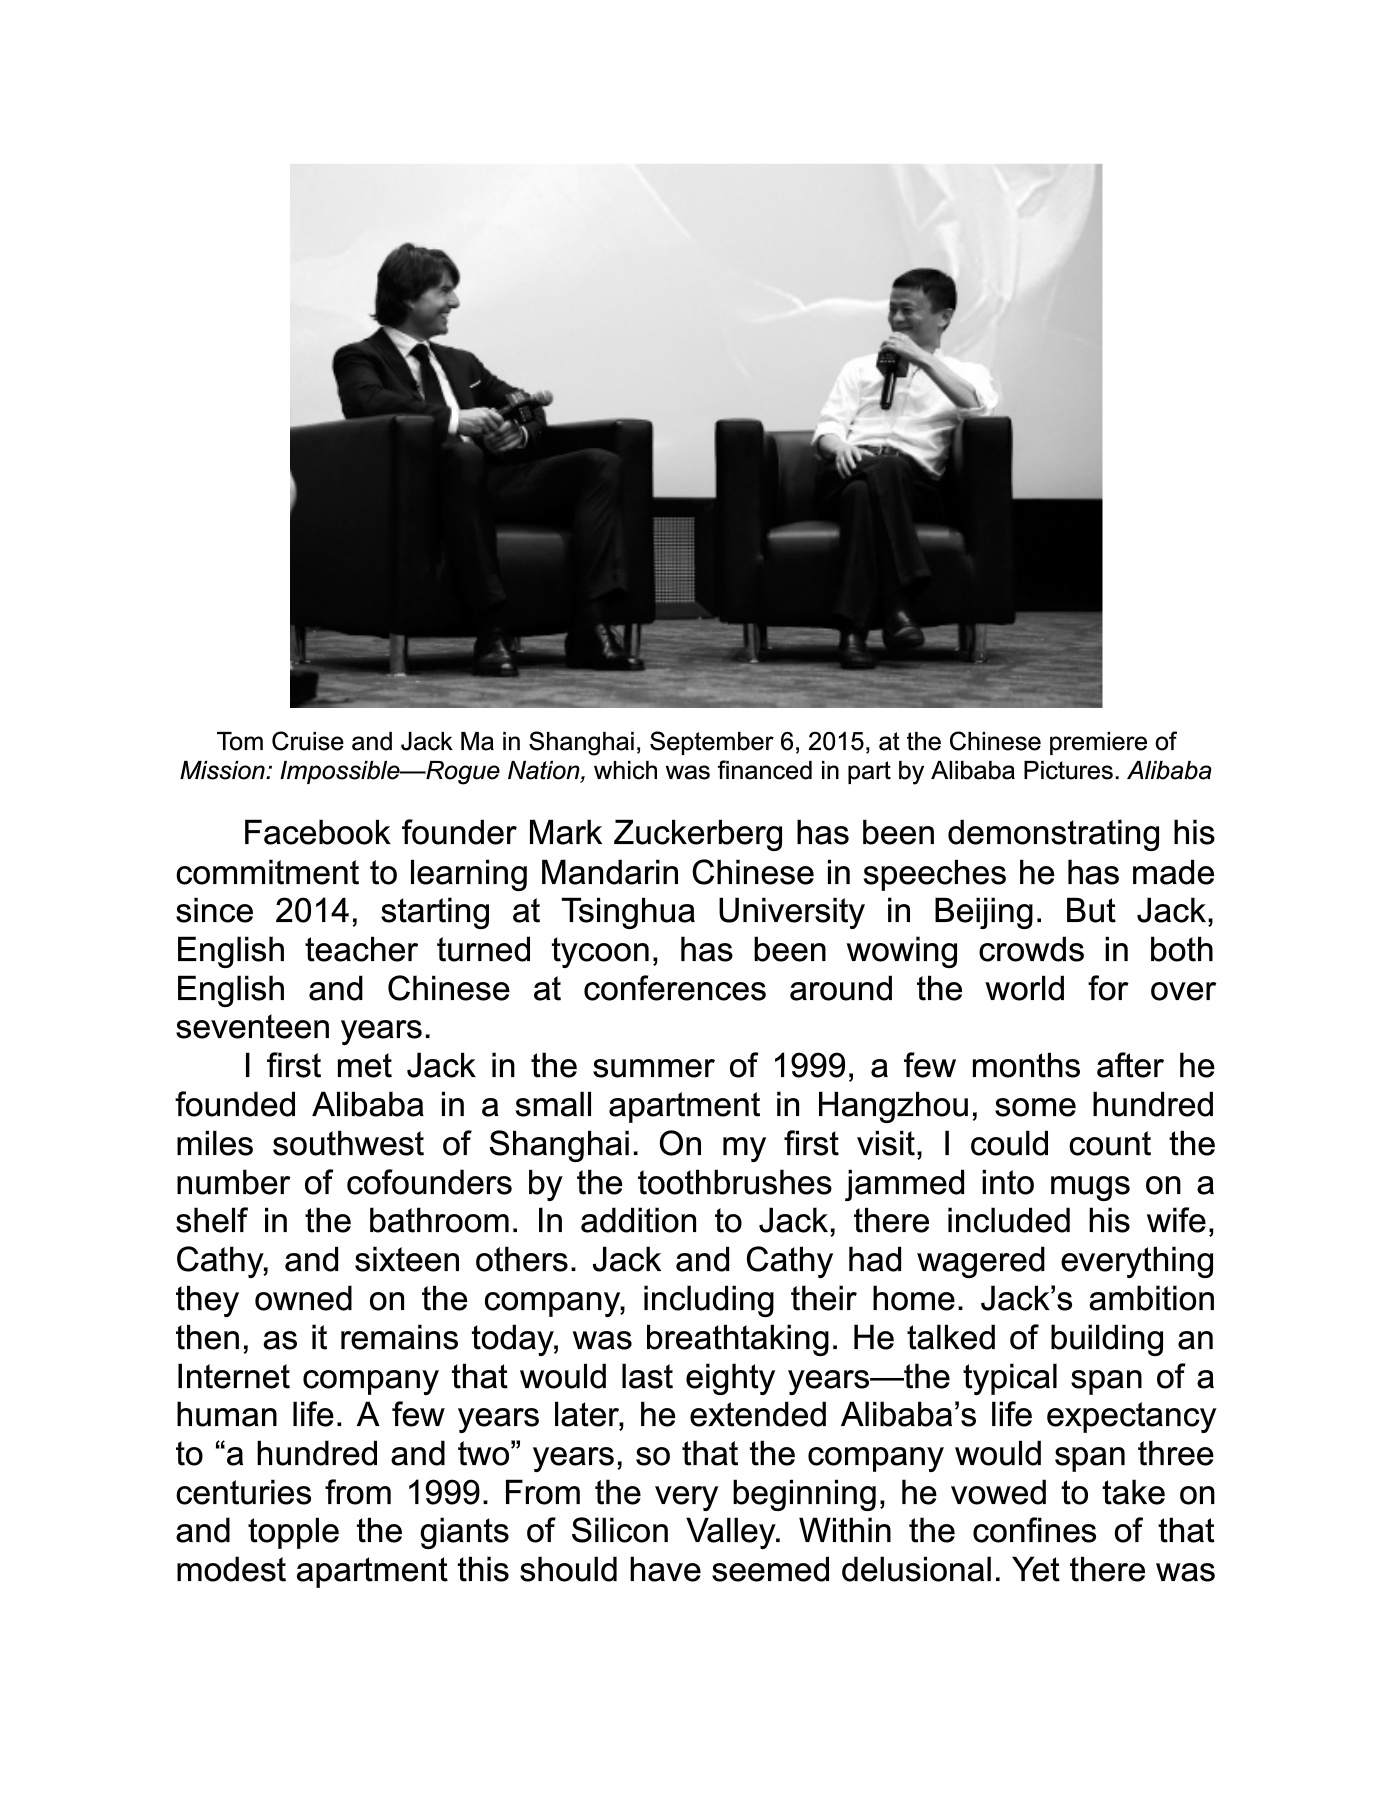 Tom Cruise and Jack Ma in Shanghai, September 6, 2015, at the Chinese premiere of
Mission: Impossible—Rogue Nation, which was financed in part by Alibaba Pictures. Alibaba
Facebook founder Mark Zuckerberg has been demonstrating his
commitment to learning Mandarin Chinese in speeches he has made
since 2014, starting at Tsinghua University in Beijing. But Jack,
English teacher turned tycoon, has been wowing crowds in both
English and Chinese at conferences around the world for over
seventeen years.
I first met Jack in the summer of 1999, a few months after he
founded Alibaba in a small apartment in Hangzhou, some hundred
miles southwest of Shanghai. On my first visit, I could count the
number of cofounders by the toothbrushes jammed into mugs on a
shelf in the bathroom. In addition to Jack, there included his wife,
Cathy, and sixteen others. Jack and Cathy had wagered everything
they owned on the company, including their home. Jack’s ambition
then, as it remains today, was breathtaking. He talked of building an
Internet company that would last eighty years—the typical span of a
human life. A few years later, he extended Alibaba’s life expectancy
to “a hundred and two” years, so that the company would span three
centuries from 1999. From the very beginning, he vowed to take on
and topple the giants of Silicon Valley. Within the confines of that
modest apartment this should have seemed delusional. Yet there was